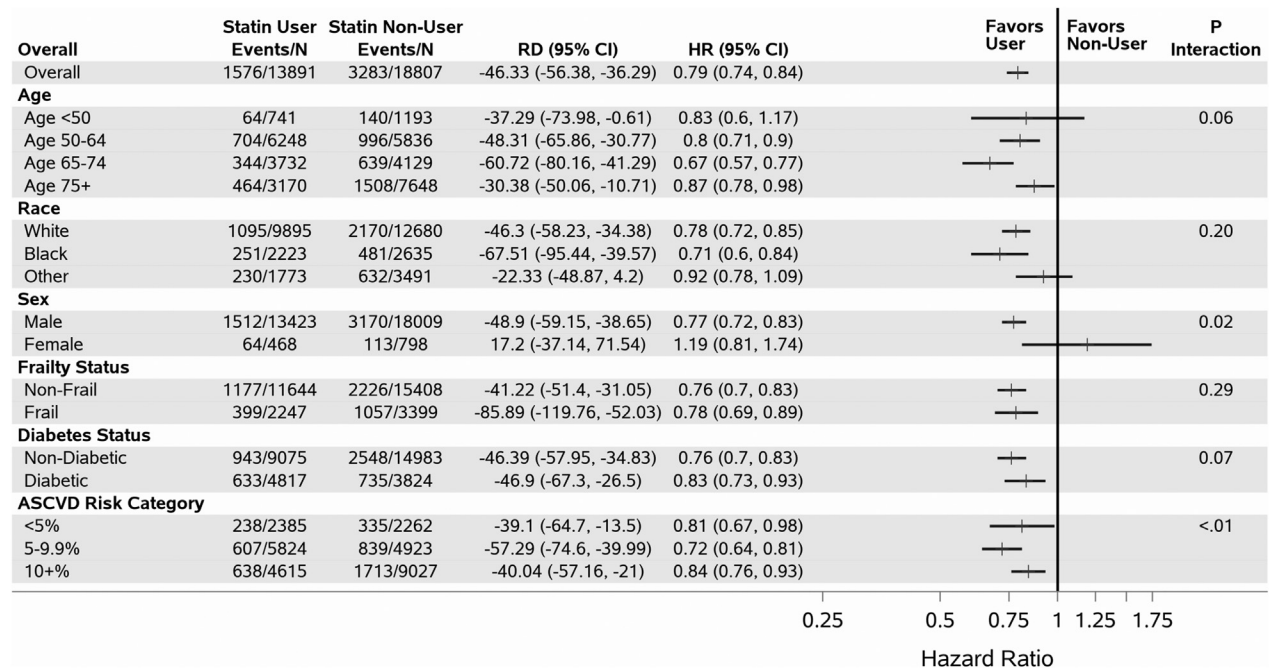 Statin User Statin Non-User Favors Favors P
Overall Events/N Events/N RD (95% CI) HR (95% CI) User Non-User Interaction
Overall 1576/13891 3283/18807 -46.33 (-56.38, -36.29) 0.79 (0.74, 0.84)
Age
Age <50 64/741 140/1193 -37.29 (-73.98, -0.61) 0.83 (0.6, 1.17) 0.06
Age 50-64 704/6248 996/5836 -48.31 (-65.86, -30.77) 0.8 (0.71, 0.9)
Age 65-74 344/3732 639/4129 -60.72 (-80.16, -41.29) 0.67 (0.57, 0.77)
Age 75+ 464/3170 1508/7648 -30.38 (-50.06, -10.71) 0.87 (0.78, 0.98)
Race
White 1095/9895 2170/12680 -46.3 (-58.23, -34.38) 0.78 (0.72, 0.85) 0.20
Black 251/2223 481/2635 -67.51 (-95.44, -39.57) 0.71 (0.6, 0.84)
Other 230/1773 632/3491 -22.33 (-48.87, 4.2) 0.92 (0.78, 1.09)
Sex
Male 1512/13423 3170/18009 -48.9 (-59.15, -38.65) 0.77 (0.72, 0.83) 0.02
Female 64/468 113/798 17.2 (-37.14, 71.54) 1.19 (0.81, 1.74)
Frailty Status
Non-Frail 1177/11644 2226/15408 -41.22 (-51.4, -31.05) 0.76 (0.7, 0.83) 0.29
Frail 399/2247 1057/3399 -85.89 (-119.76, -52.03) 0.78 (0.69, 0.89)
Diabetes Status
Non-Diabetic 943/9075 2548/14983 -46.39 (-57.95, -34.83) 0.76 (0.7, 0.83) 0.07
Diabetic 633/4817 735/3824 -46.9 (-67.3, -26.5) 0.83 (0.73, 0.93)
ASCVD Risk Category
<5% 238/2385 335/2262 -39.1 (-64.7, -13.5) 0.81 (0.67, 0.98) <.01
5-9.9% 607/5824 839/4923 -57.29 (-74.6, -39.99) 0.72 (0.64, 0.81)
10+% 638/4615 1713/9027 -40.04 (-57.16, -21) 0.84 (0.76, 0.93)
0.25 0.5 0.75 1 1.25 1.75
Hazard Ratio